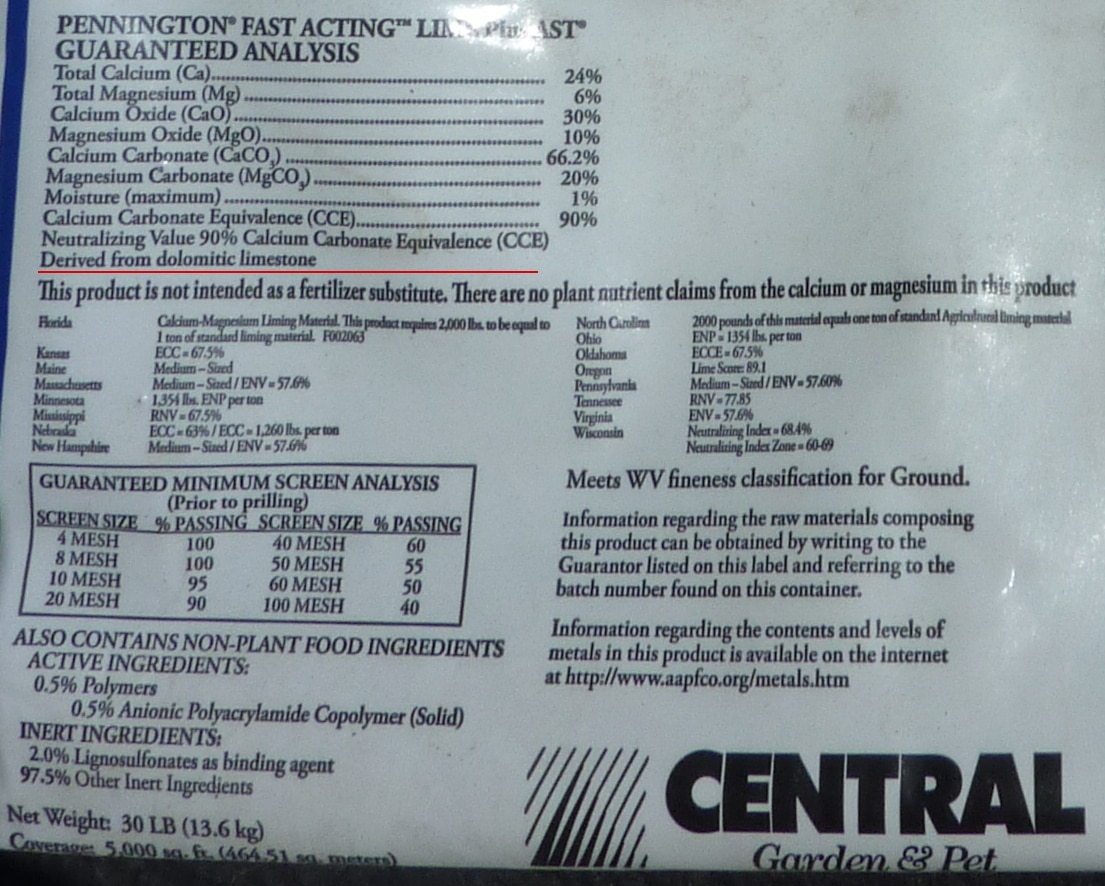 PENNINGTON® FAST ACTING™ LIME Plus AST®
GUARANTEED ANALYSIS
Total Calcium (Ca)........ 24%
Total Magnesium (Mg)........ 6%
Calcium Oxide (CaO)........ 30%
Magnesium Oxide (MgO)........ 10%
Calcium Carbonate (CaCO₃)........ 66.2%
Magnesium Carbonate (MgCO₃)........ 20%
Moisture (maximum)........ 1%
Calcium Carbonate Equivalence (CCE)........ 90%
Neutralizing Value 90% Calcium Carbonate Equivalence (CCE)
Derived from dolomitic limestone
This product is not intended as a fertilizer substitute. There are no plant nutrient claims from the calcium or magnesium in this product
Florida Calcium-Magnesium Liming Material. This product requires 2,000 lbs. to be equal to
1 ton of standard liming material. F002063
Kansas ECC = 67.5%
Maine Medium – Sized
Massachusetts Medium – Sized / ENV = 57.6%
Minnesota 1,354 lbs. ENP per ton
Mississippi RNV = 67.5%
Nebraska ECC = 63% / ECC = 1,260 lbs. per ton
New Hampshire Medium – Sized / ENV = 57.6%
North Carolina 2000 pounds of this material equals one ton of standard Agricultural liming material
Ohio ENP = 1354 lbs. per ton
Oklahoma ECCE = 67.5%
Oregon Lime Score: 89.1
Pennsylvania Medium – Sized / ENV = 57.60%
Tennessee RNV = 77.85
Virginia ENV = 57.6%
Wisconsin Neutralizing Index = 68.4%
Neutralizing Index Zone = 60-69
GUARANTEED MINIMUM SCREEN ANALYSIS
(Prior to prilling)
SCREEN SIZE % PASSING SCREEN SIZE % PASSING
4 MESH 100 40 MESH 60
8 MESH 100 50 MESH 55
10 MESH 95 60 MESH 50
20 MESH 90 100 MESH 40
Meets WV fineness classification for Ground.
Information regarding the raw materials composing
this product can be obtained by writing to the
Guarantor listed on this label and referring to the
batch number found on this container.
Information regarding the contents and levels of
metals in this product is available on the internet
at http://www.aapfco.org/metals.htm
ALSO CONTAINS NON-PLANT FOOD INGREDIENTS
ACTIVE INGREDIENTS:
0.5% Polymers
0.5% Anionic Polyacrylamide Copolymer (Solid)
INERT INGREDIENTS:
2.0% Lignosulfonates as binding agent
97.5% Other Inert Ingredients
Net Weight: 30 LB (13.6 kg)
Coverage: 5,000 sq. ft. (464.51 sq. meters)
CENTRAL
Garden & Pet